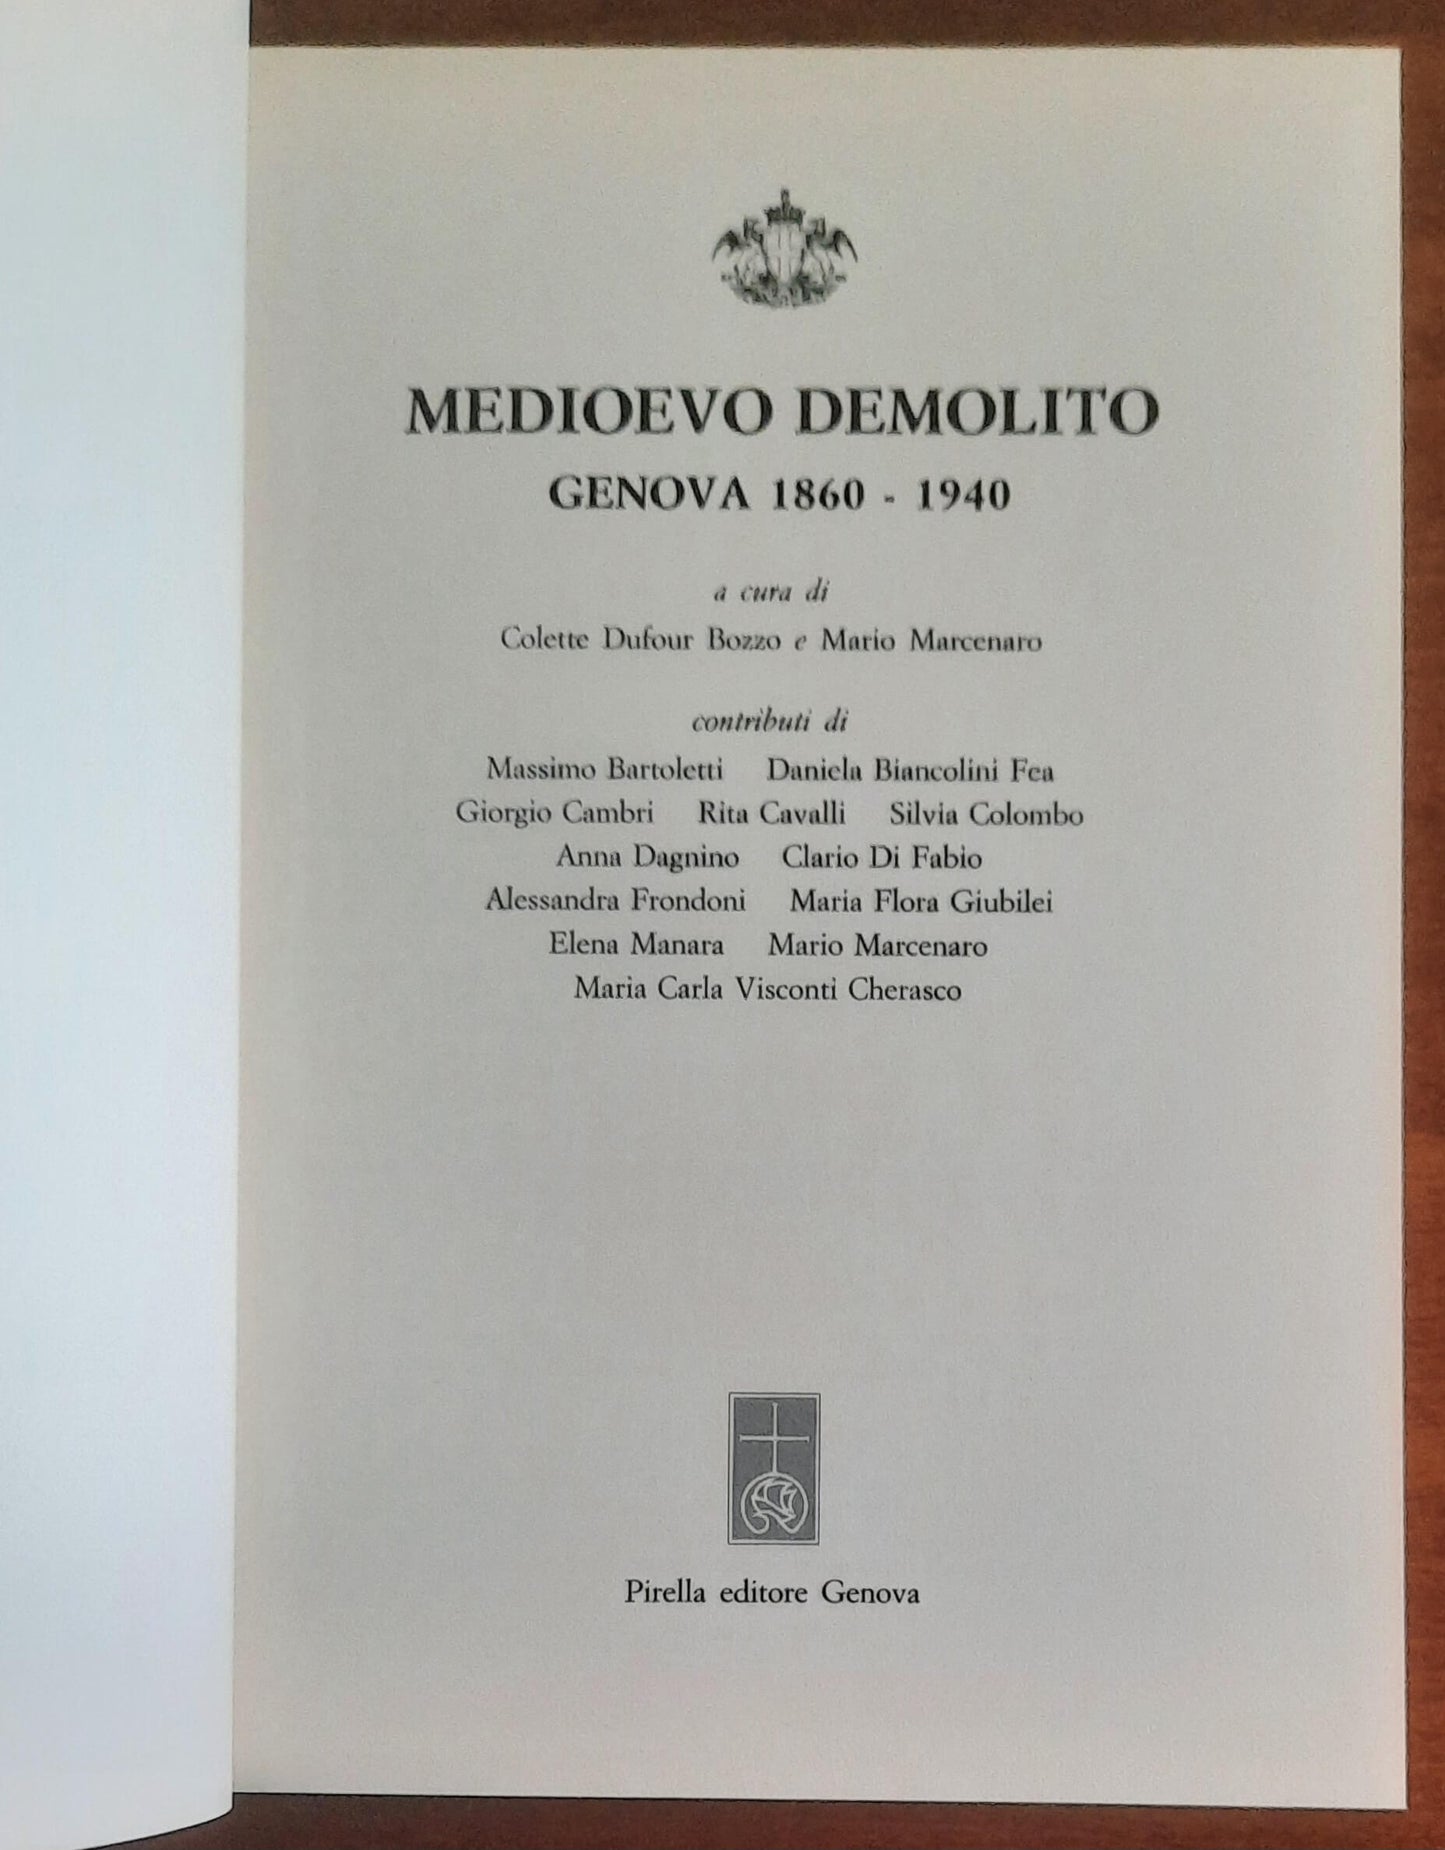 MEDIOEVO DEMOLITO
GENOVA 1860 - 1940
a cura di
Colette Dufour Bozzo e Mario Marcenaro
contributi di
Massimo Bartoletti Daniela Biancolini Fea
Giorgio Cambri Rita Cavalli Silvia Colombo
Anna Dagnino Clario Di Fabio
Alessandra Frondoni Maria Flora Giubilei
Elena Manara Mario Marcenaro
Maria Carla Visconti Cherasco
Pirella editore Genova